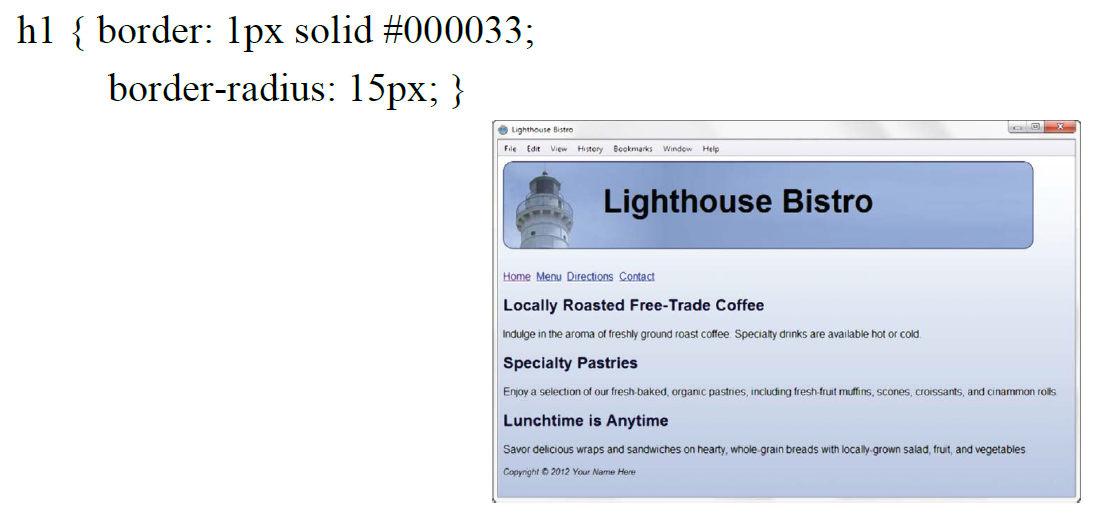 h1 { border: 1px solid #000033;
border-radius: 15px; }
Lighthouse Bistro
File Edit View History Bookmarks Window Help
Lighthouse Bistro
Home Menu Directions Contact
Locally Roasted Free-Trade Coffee
Indulge in the aroma of freshly ground roast coffee. Specialty drinks are available hot or cold.
Specialty Pastries
Enjoy a selection of our fresh-baked, organic pastries, including fresh-fruit muffins, scones, croissants, and cinammon rolls.
Lunchtime is Anytime
Savor delicious wraps and sandwiches on hearty, whole-grain breads with locally-grown salad, fruit, and vegetables.
Copyright © 2012 Your Name Here